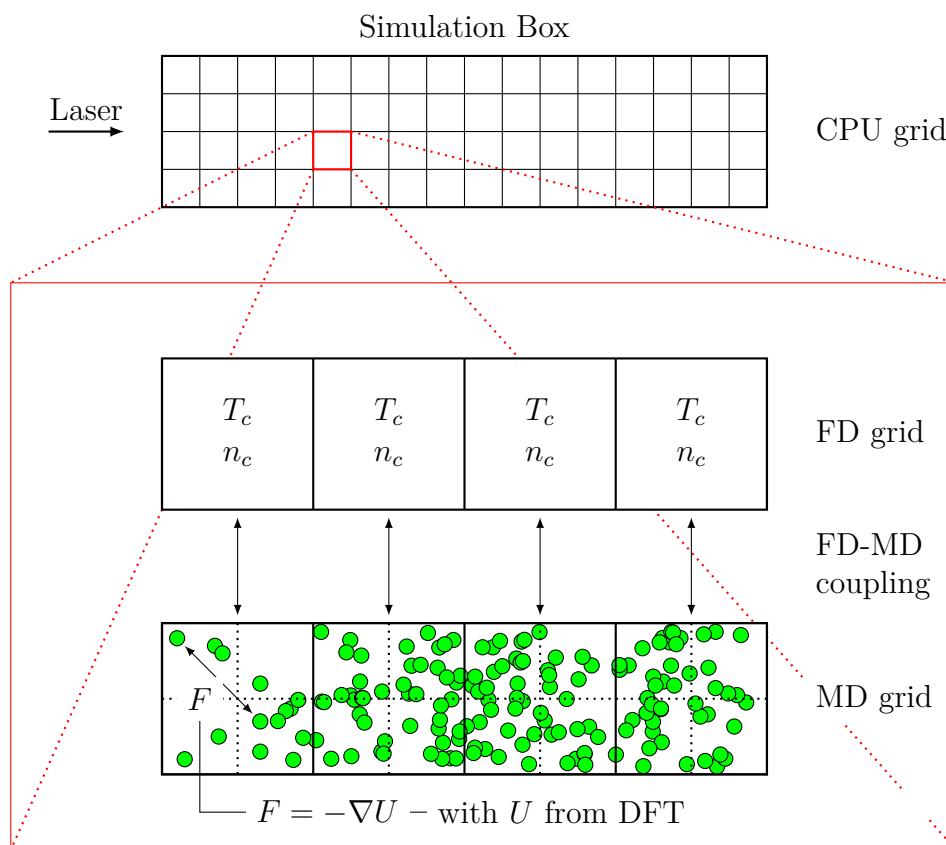 Simulation Box
Laser
CPU grid
T_c T_c T_c T_c
n_c n_c n_c n_c
FD grid
FD-MD
coupling
F
MD grid
F = −∇U – with U from DFT